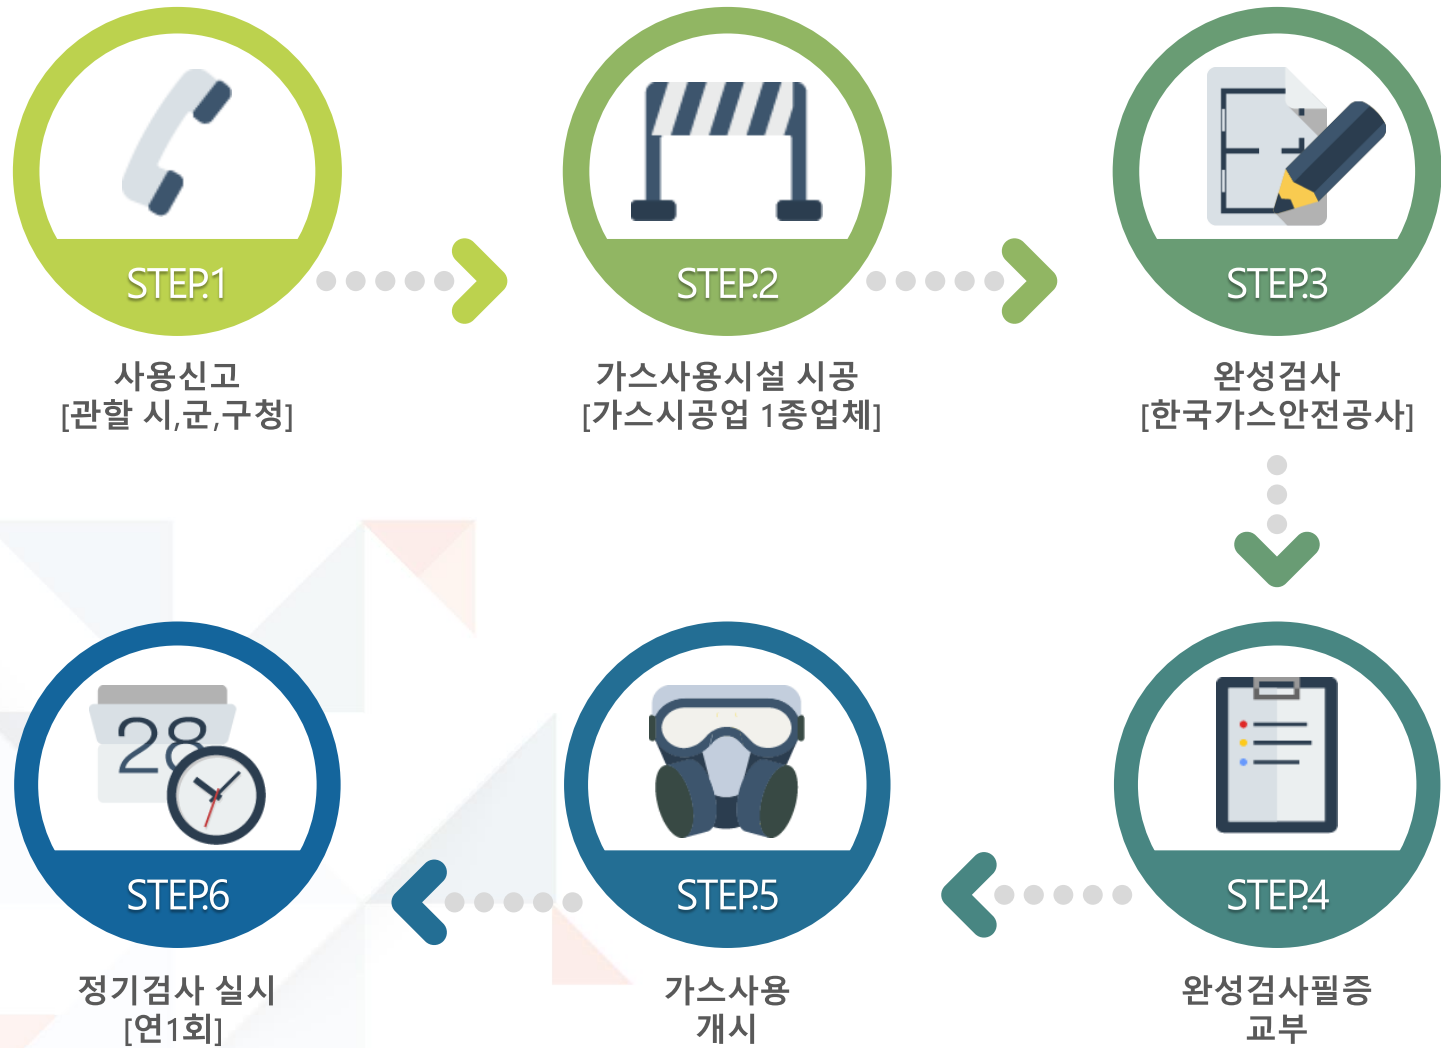 STEP.1
사용신고
[관할 시,군,구청]
STEP.2
가스사용시설 시공
[가스시공업 1종업체]
STEP.3
완성검사
[한국가스안전공사]
STEP.4
완성검사필증
교부
STEP.5
가스사용
개시
28
STEP.6
정기검사 실시
[연1회]